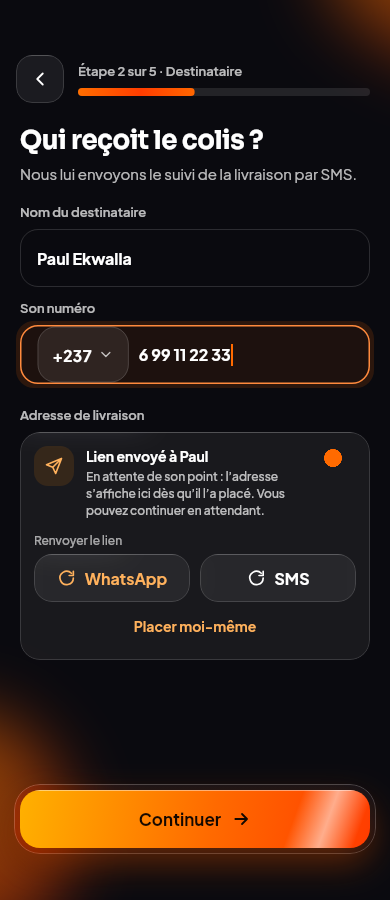 Étape 2 sur 5 · Destinataire
Qui reçoit le colis ?
Nous lui envoyons le suivi de la livraison par SMS.
Nom du destinataire
Paul Ekwalla
Son numéro
+237 6 99 11 22 33
Adresse de livraison
Lien envoyé à Paul
En attente de son point : l'adresse
s'affiche ici dès qu'il l'a placé. Vous
pouvez continuer en attendant.
Renvoyer le lien
WhatsApp SMS
Placer moi-même
Continuer